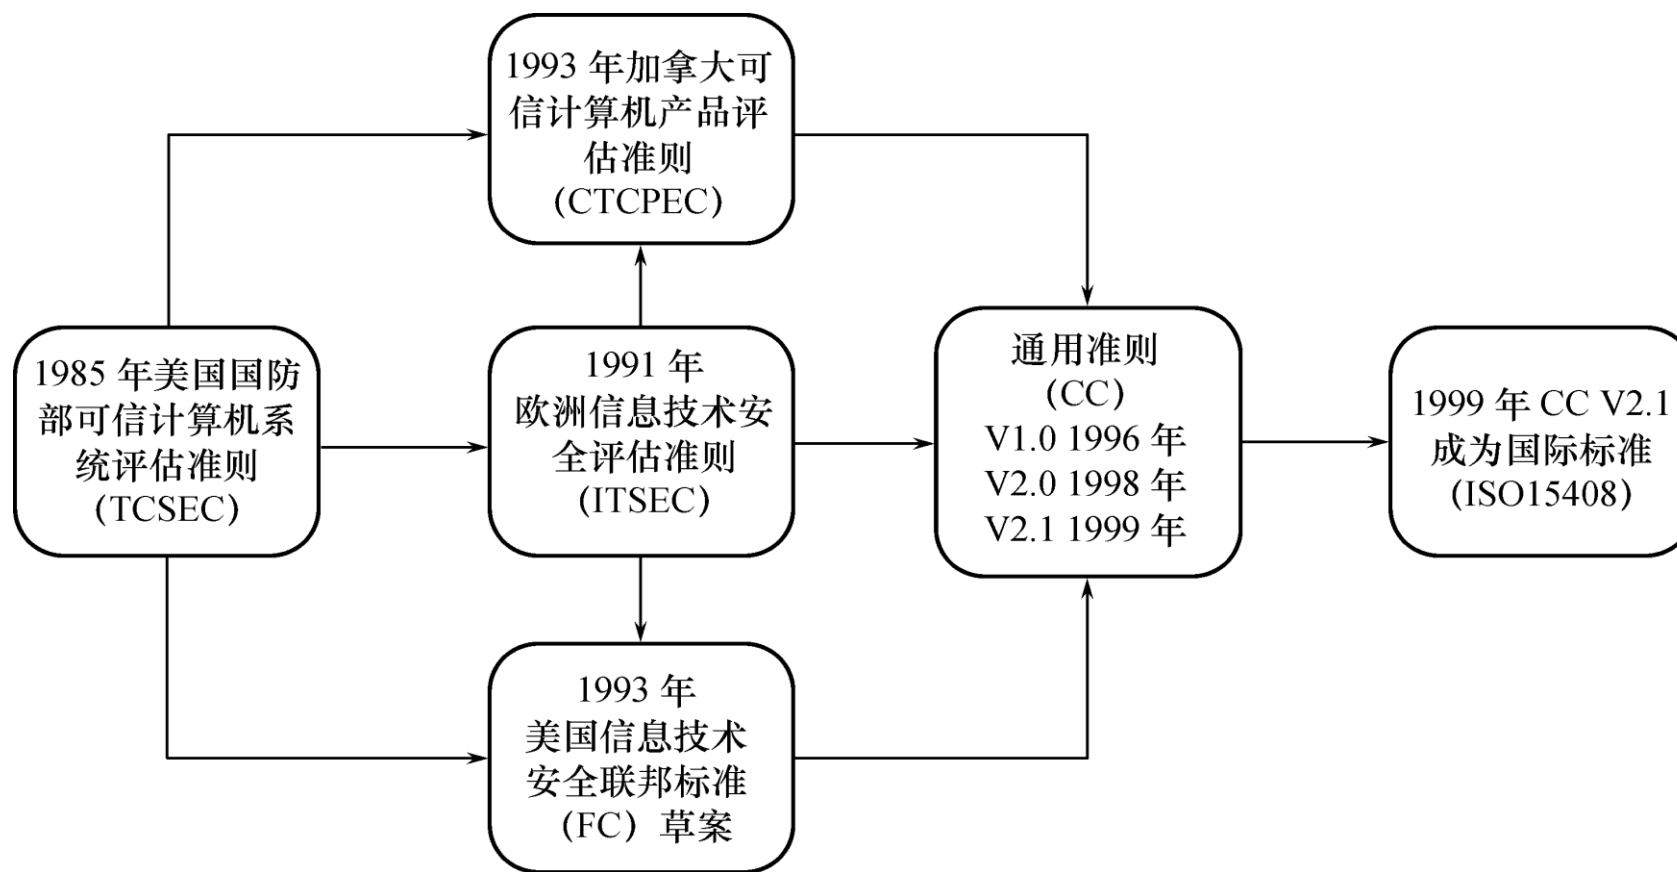 1993 年加拿大可
信计算机产品评
估准则
(CTCPEC)
1985 年美国国防
部可信计算机系
统评估准则
(TCSEC)
1991 年
欧洲信息技术安
全评估准则
(ITSEC)
1993 年
美国信息技术
安全联邦标准
(FC) 草案
通用准则
(CC)
V1.0 1996 年
V2.0 1998 年
V2.1 1999 年
1999 年 CC V2.1
成为国际标准
(ISO15408)